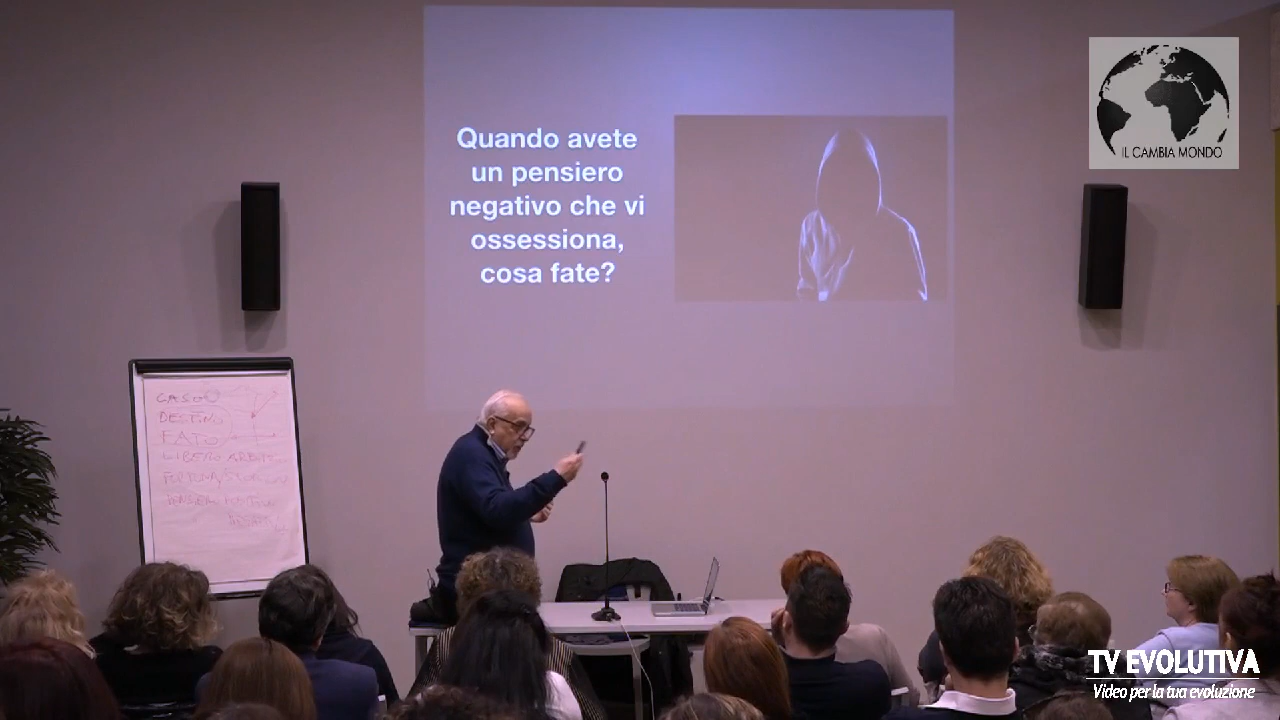 Quando avete
un pensiero
negativo che vi
ossessiona,
cosa fate?
IL CAMBIA MONDO
CASO
DESTINO
FATO
LIBERO
TV EVOLUTIVA
Video per la tua evoluzione